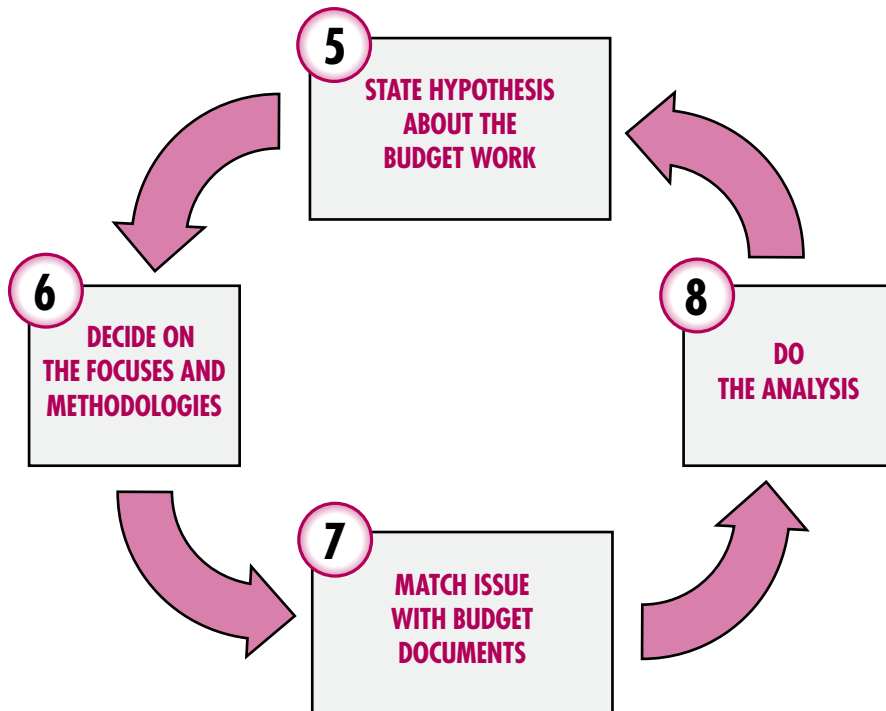 5
STATE HYPOTHESIS
ABOUT THE
BUDGET WORK
6
DECIDE ON
THE FOCUSES AND
METHODOLOGIES
7
MATCH ISSUE
WITH BUDGET
DOCUMENTS
8
DO
THE ANALYSIS